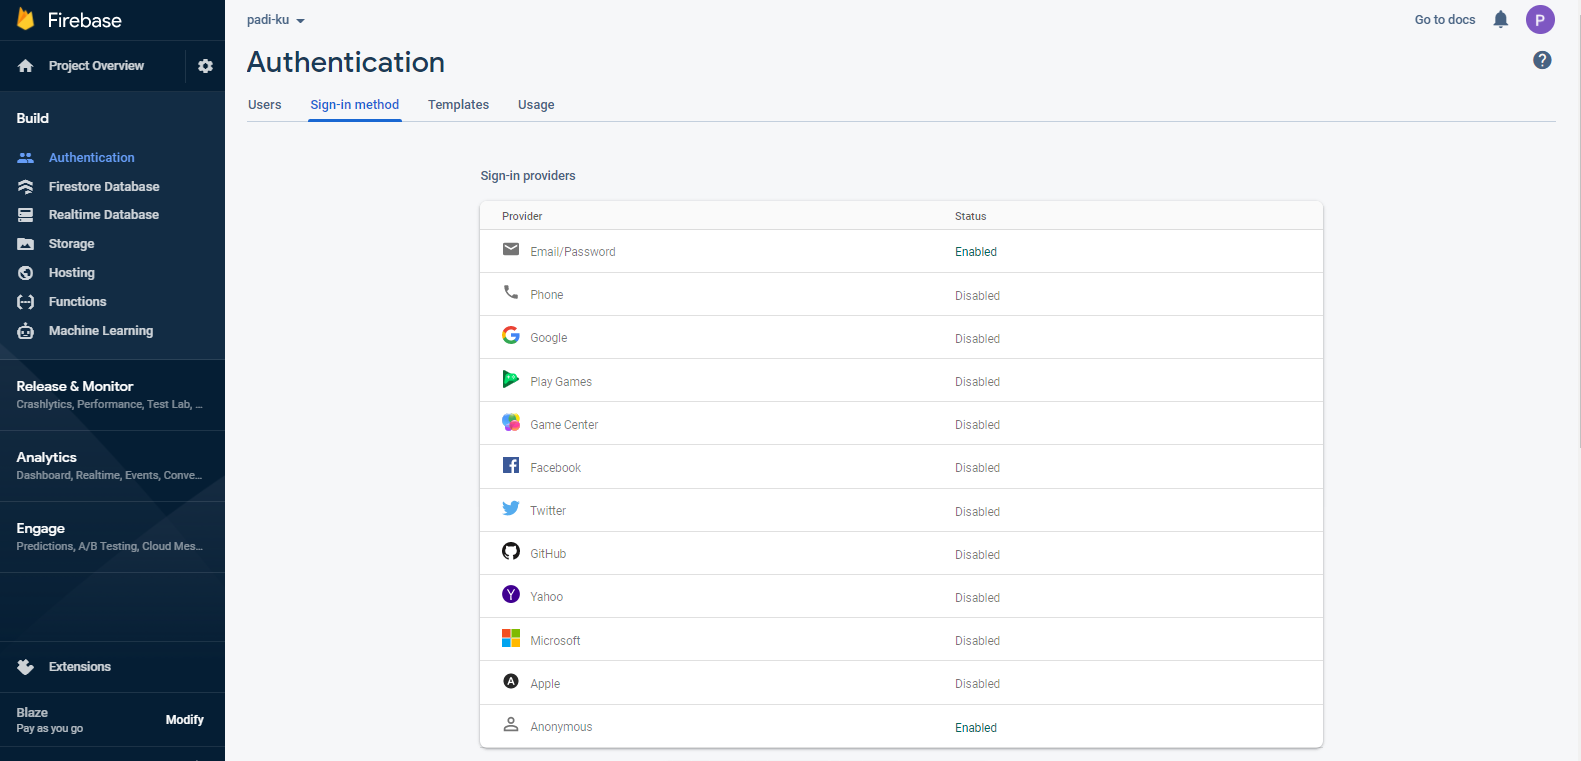 Firebase
Project Overview
Build
Authentication
Firestore Database
Realtime Database
Storage
Hosting
Functions
Machine Learning
Release & Monitor
Crashlytics, Performance, Test Lab, ...
Analytics
Dashboard, Realtime, Events, Conve...
Engage
Predictions, A/B Testing, Cloud Mes...
Extensions
Blaze
Pay as you go
Modify
padi-ku
Go to docs
P
Authentication
?
Users Sign-in method Templates Usage
Sign-in providers
Provider Status
Email/Password Enabled
Phone Disabled
Google Disabled
Play Games Disabled
Game Center Disabled
Facebook Disabled
Twitter Disabled
GitHub Disabled
Yahoo Disabled
Microsoft Disabled
Apple Disabled
Anonymous Enabled